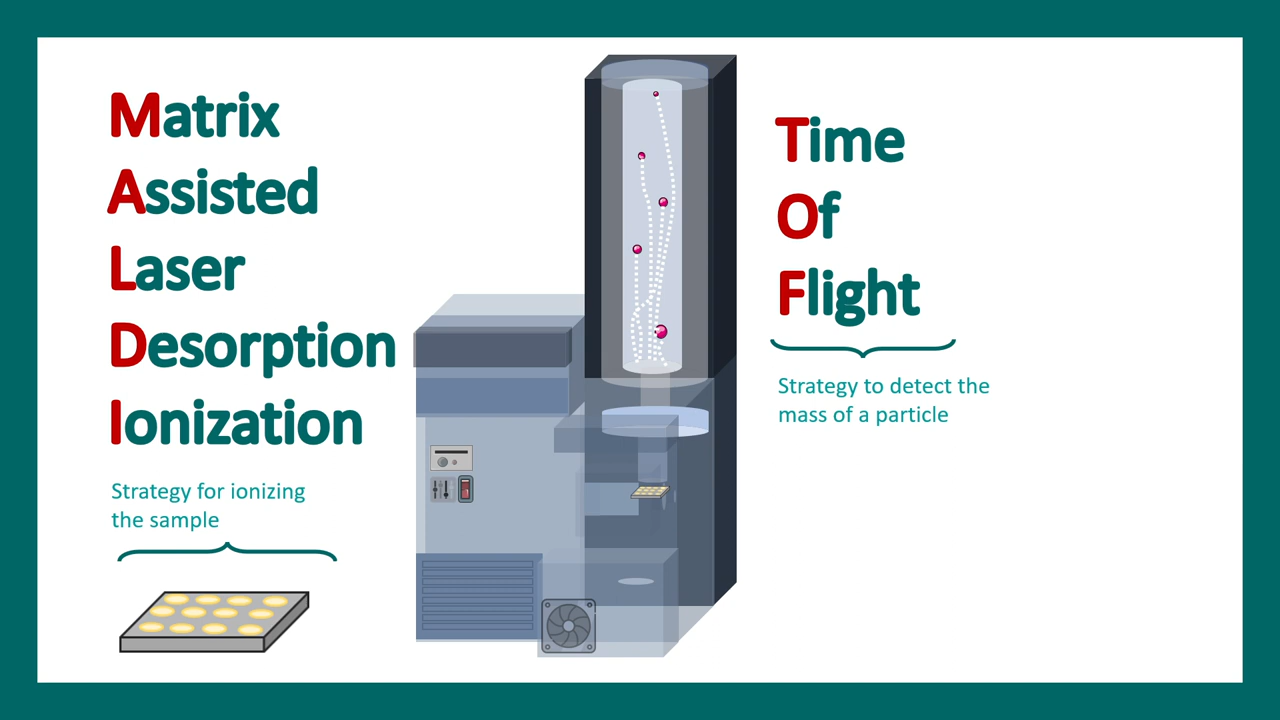 Matrix
Assisted
Laser
Desorption
Ionization
Strategy for ionizing
the sample
Time
Of
Flight
Strategy to detect the
mass of a particle